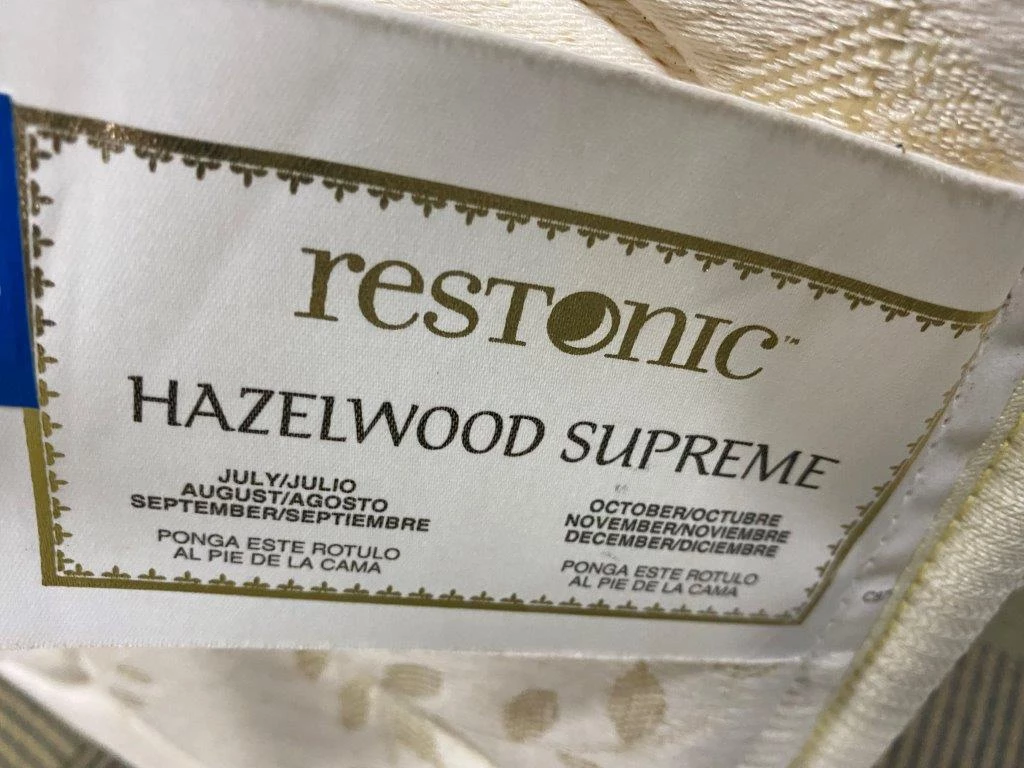 restonic™
HAZELWOOD SUPREME
JULY/JULIO
AUGUST/AGOSTO
SEPTEMBER/SEPTIEMBRE
PONGA ESTE ROTULO
AL PIE DE LA CAMA
OCTOBER/OCTUBRE
NOVEMBER/NOVIEMBRE
DECEMBER/DICIEMBRE
PONGA ESTE ROTULO
AL PIE DE LA CAMA